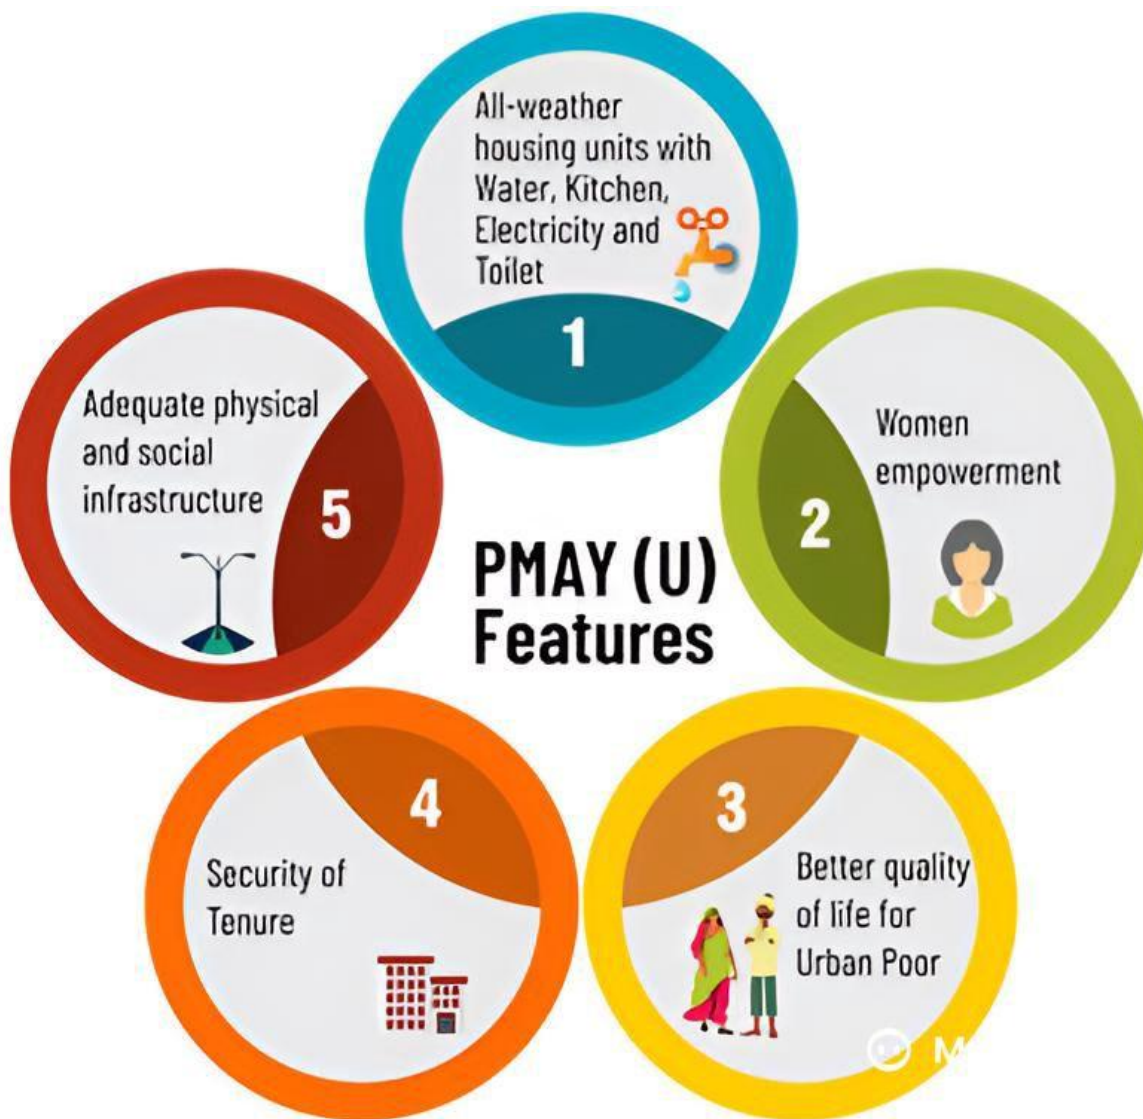 All-weather
housing units with
Water, Kitchen,
Electricity and
Toilet
1
Women
empowerment
2
3
Better quality
of life for
Urban Poor
4
Security of
Tenure
Adequate physical
and social
infrastructure
5
PMAY (U)
Features